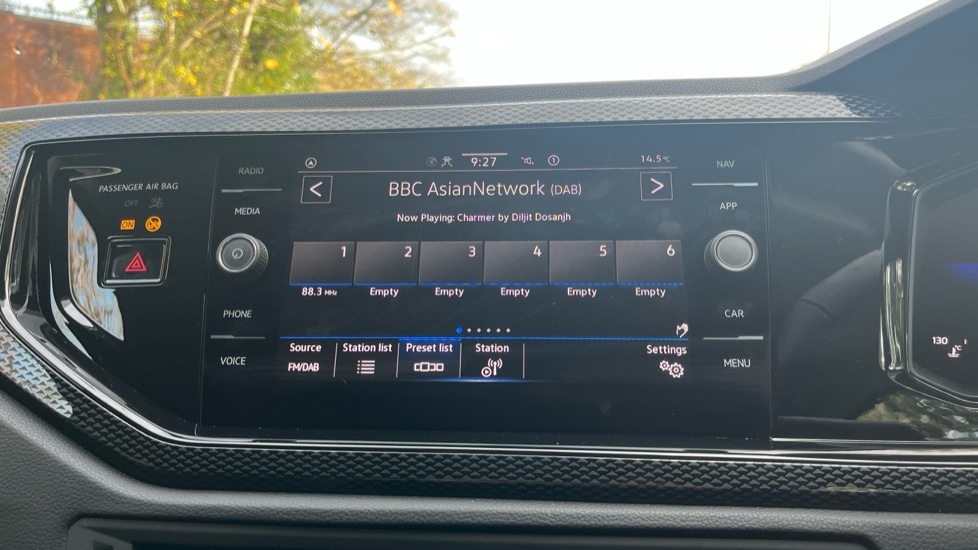 9:27
14.5°C
RADIO
NAV
PASSENGER AIR BAG
BBC AsianNetwork (DAB)
OFF
ON
MEDIA
APP
Now Playing: Charmer by Diljit Dosanjh
1 2 3 4 5 6
88.3 MHz Empty Empty Empty Empty Empty
PHONE
CAR
130 °C
Source Station list Preset list Station Settings
FM/DAB
VOICE
MENU